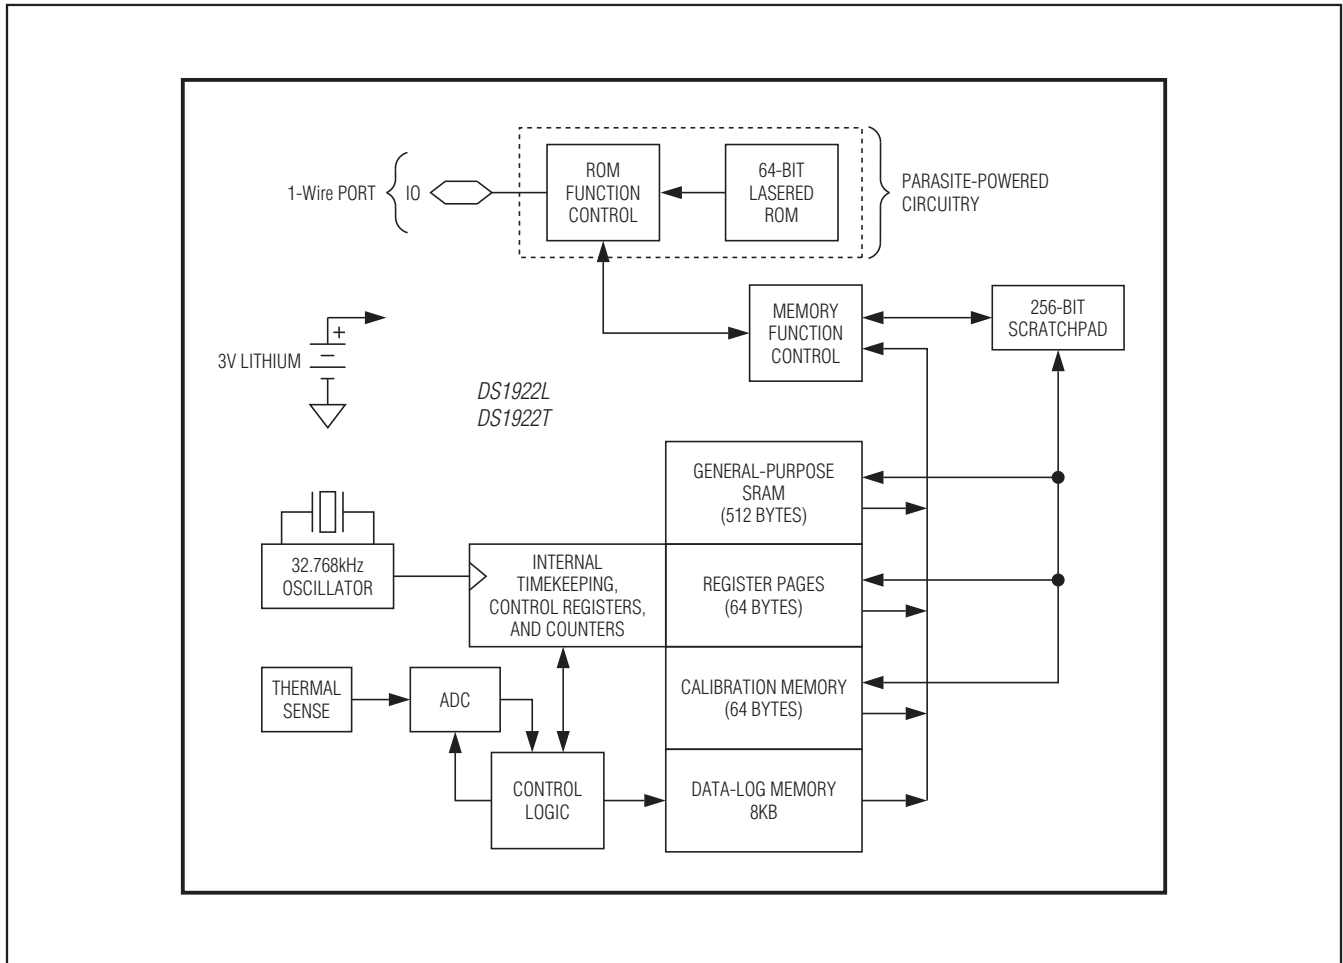 1-Wire PORT
IO
ROM
FUNCTION
CONTROL
64-BIT
LASERED
ROM
PARASITE-POWERED
CIRCUITRY
MEMORY
FUNCTION
CONTROL
256-BIT
SCRATCHPAD
+
3V LITHIUM
DS1922L
DS1922T
GENERAL-PURPOSE
SRAM
(512 BYTES)
32.768kHz
OSCILLATOR
INTERNAL
TIMEKEEPING,
CONTROL REGISTERS,
AND COUNTERS
REGISTER PAGES
(64 BYTES)
THERMAL
SENSE
ADC
CALIBRATION MEMORY
(64 BYTES)
CONTROL
LOGIC
DATA-LOG MEMORY
8KB